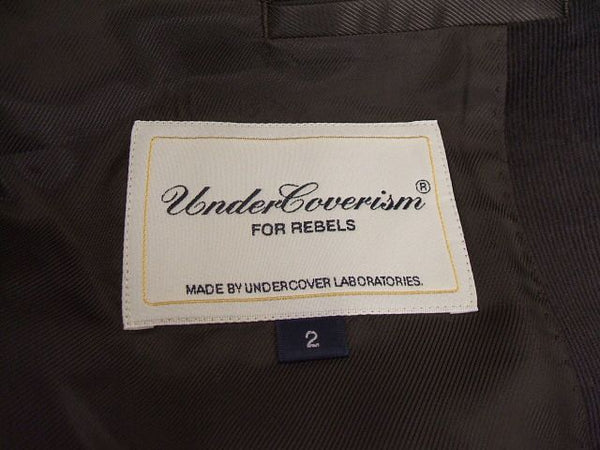 UnderCoverism®
FOR REBELS
MADE BY UNDERCOVER LABORATORIES.
2